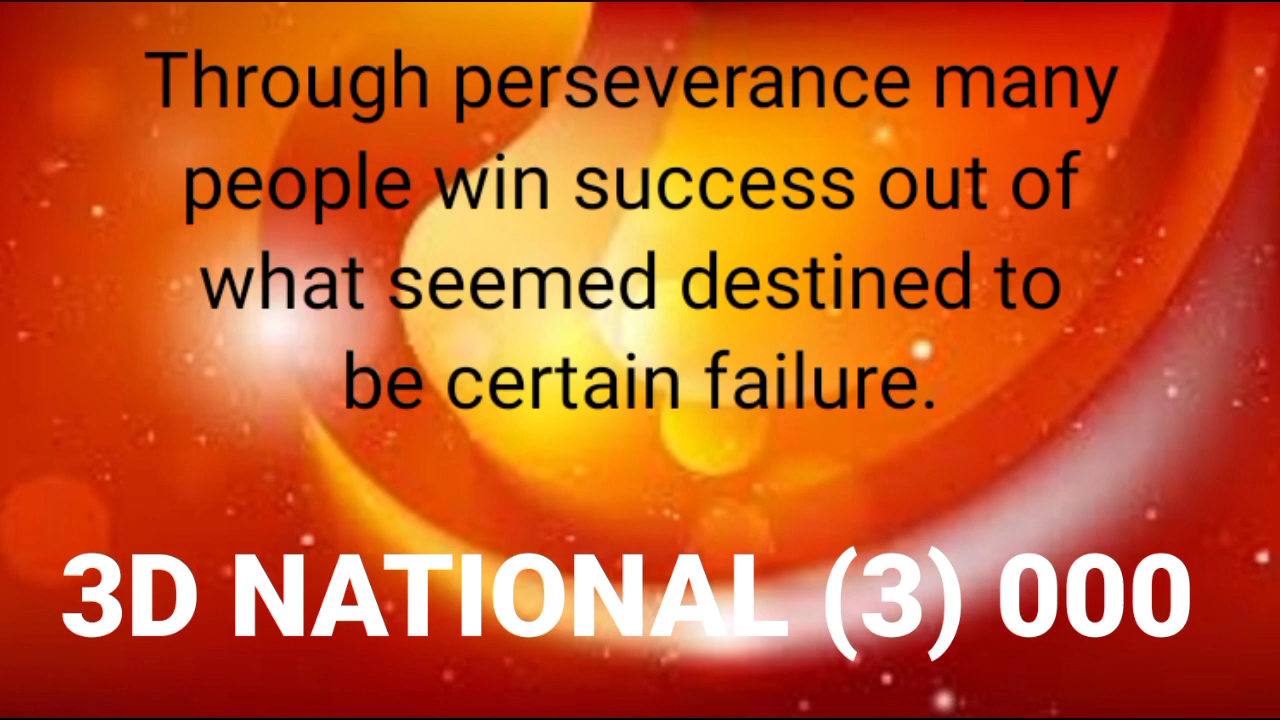 Through perseverance many
people win success out of
what seemed destined to
be certain failure.
3D NATIONAL (3) 000